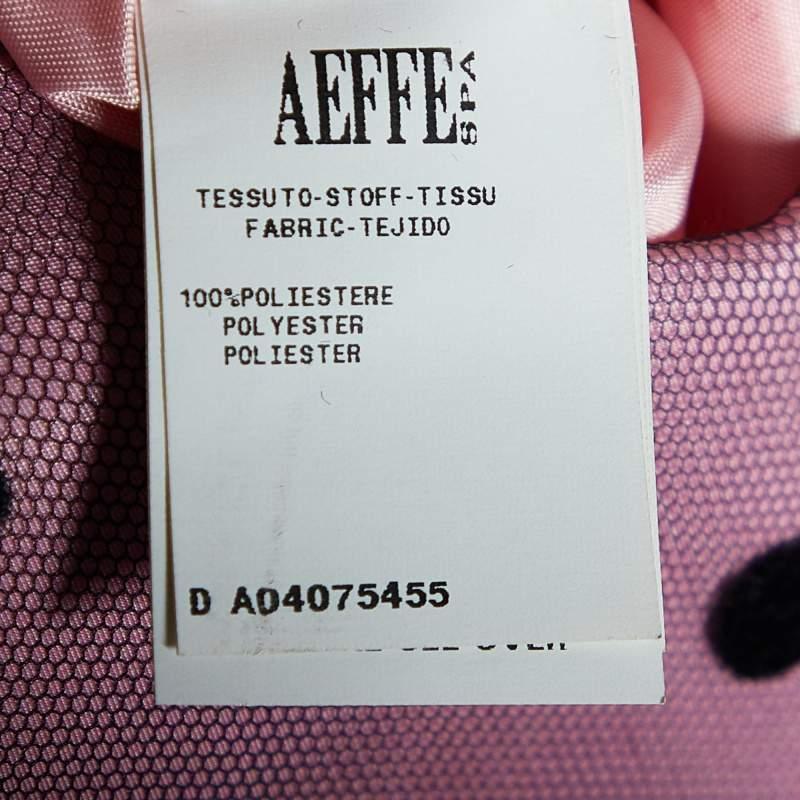 AEFFE SPA
TESSUTO-STOFF-TISSU
FABRIC-TEJIDO
100%POLIESTERE
POLYESTER
POLIESTER
D A04075455